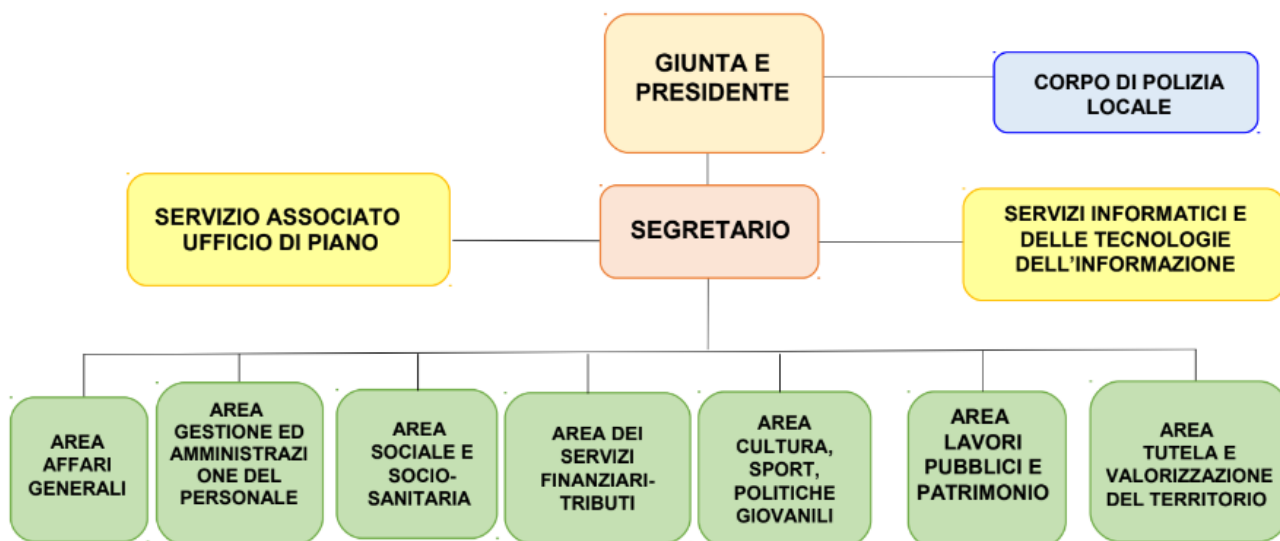 GIUNTA E
PRESIDENTE
CORPO DI POLIZIA
LOCALE
SERVIZIO ASSOCIATO
UFFICIO DI PIANO
SEGRETARIO
SERVIZI INFORMATICI E
DELLE TECNOLOGIE
DELL’INFORMAZIONE
AREA
AFFARI
GENERALI
AREA
GESTIONE ED
AMMINISTRAZI
ONE DEL
PERSONALE
AREA
SOCIALE E
SOCIO-
SANITARIA
AREA DEI
SERVIZI
FINANZIARI-
TRIBUTI
AREA
CULTURA,
SPORT,
POLITICHE
GIOVANILI
AREA
LAVORI
PUBBLICI E
PATRIMONIO
AREA
TUTELA E
VALORIZZAZIONE
DEL TERRITORIO